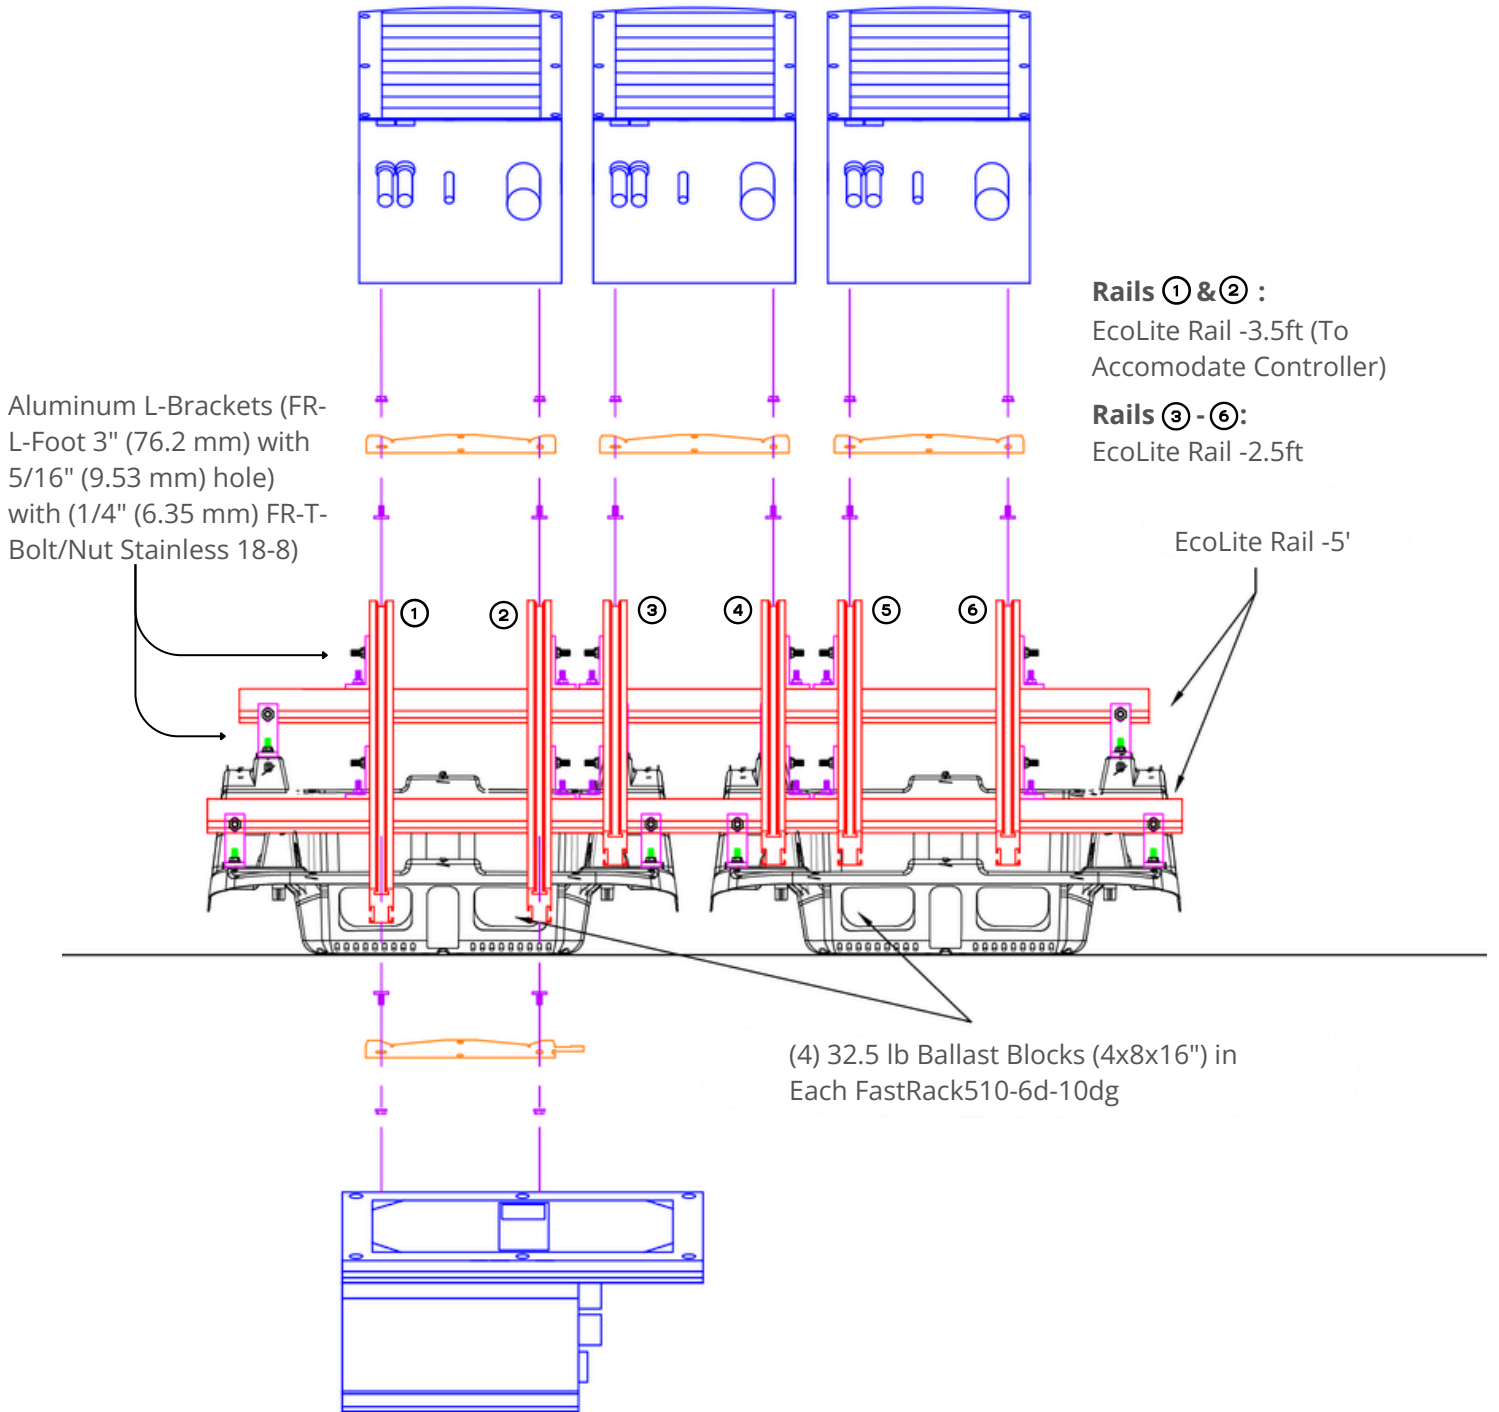 Rails ① & ② :
EcoLite Rail -3.5ft (To
Accomodate Controller)
Rails ③ - ⑥:
EcoLite Rail -2.5ft
Aluminum L-Brackets (FR-
L-Foot 3" (76.2 mm) with
5/16" (9.53 mm) hole)
with (1/4" (6.35 mm) FR-T-
Bolt/Nut Stainless 18-8)
EcoLite Rail -5'
① ② ③ ④ ⑤ ⑥
(4) 32.5 lb Ballast Blocks (4x8x16") in
Each FastRack510-6d-10dg